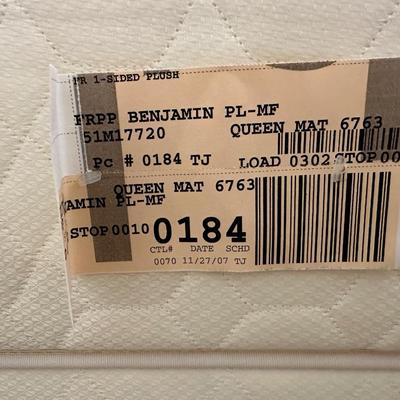 FR 1-SIDED PLUSH
FRPP BENJAMIN PL-MF
51M17720 QUEEN MAT 6763
Pc # 0184 TJ LOAD 0302 STOP 00
QUEEN MAT 6763
AMIN PL-MF
STOP 0010 0184
CTL# DATE SCHD
0070 11/27/07 TJ